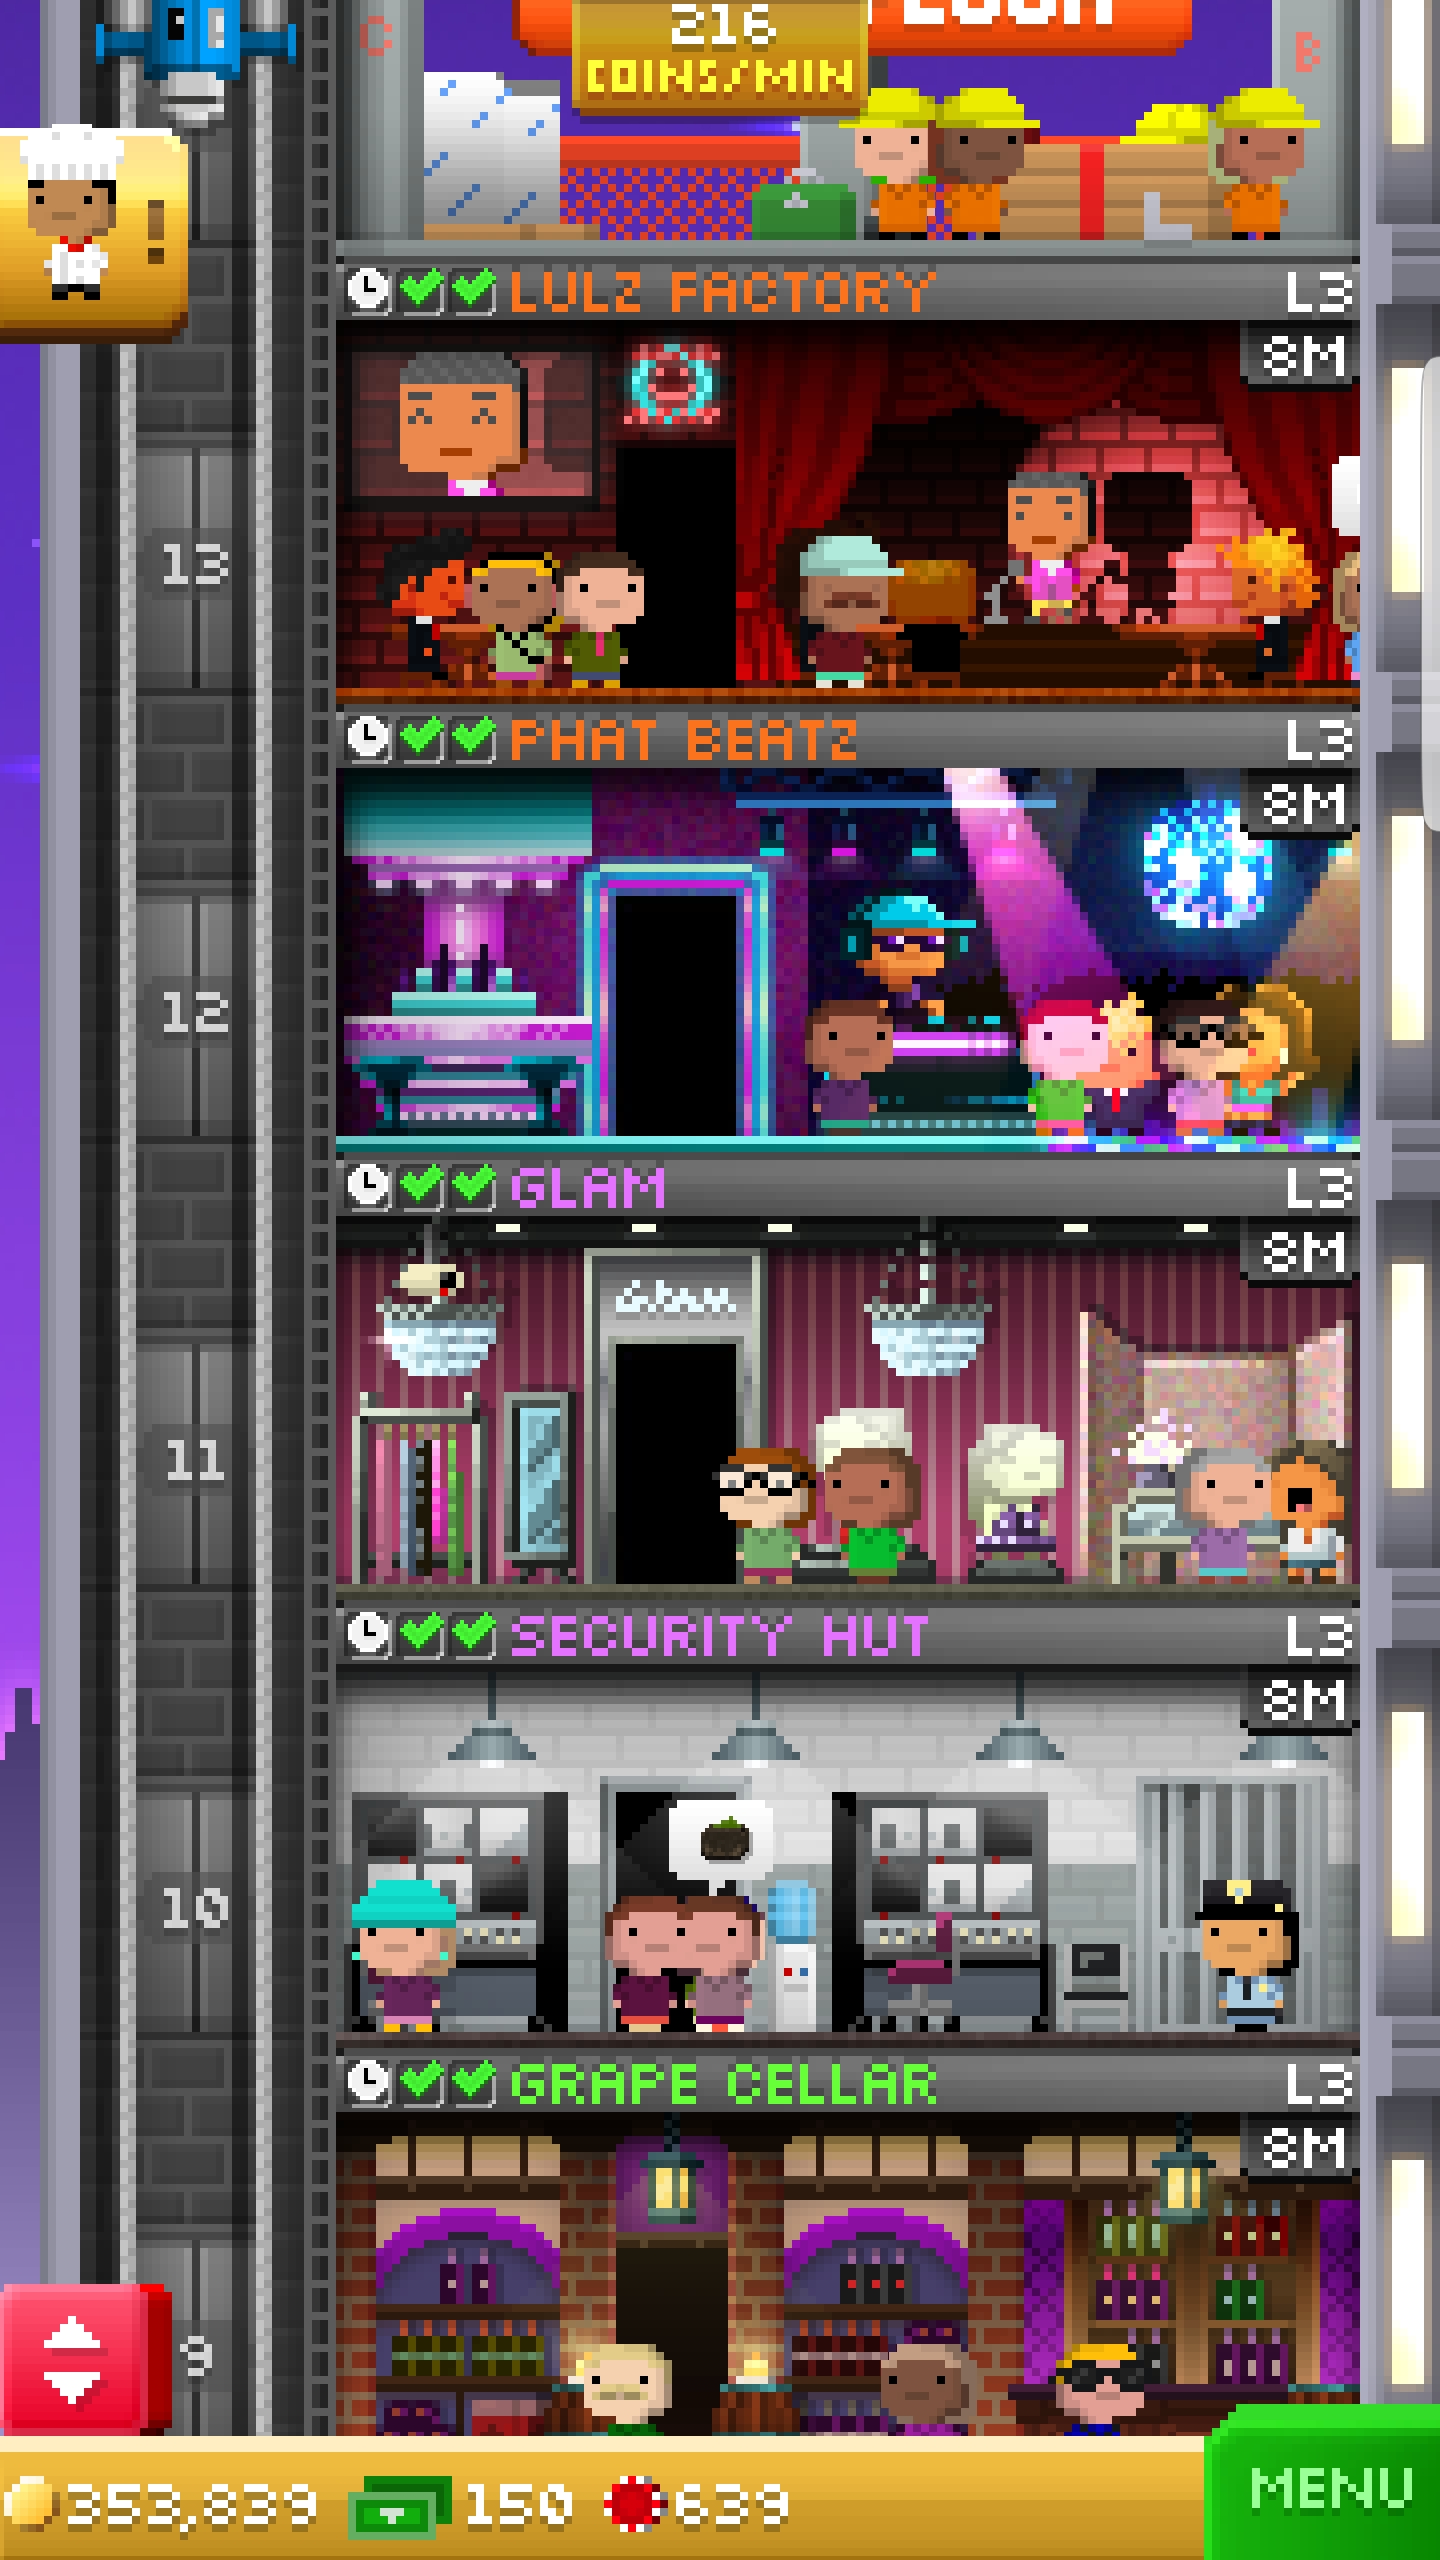 216
COINS/MIN
C
B
!
LULZ FACTORY L3
8M
13
PHAT BEATZ L3
8M
12
GLAM L3
8M
Glam
11
SECURITY HUT L3
8M
10
GRAPE CELLAR L3
8M
9
353,839 150 639
MENU